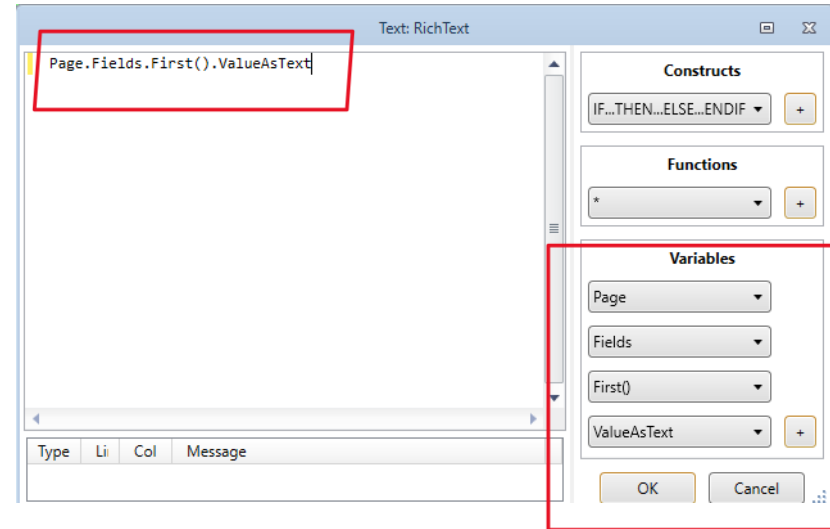 Text: RichText
Page.Fields.First().ValueAsText
Constructs
IF...THEN...ELSE...ENDIF
+
Functions
*
+
Variables
Page
Fields
First()
ValueAsText
+
Type Li Col Message
OK Cancel